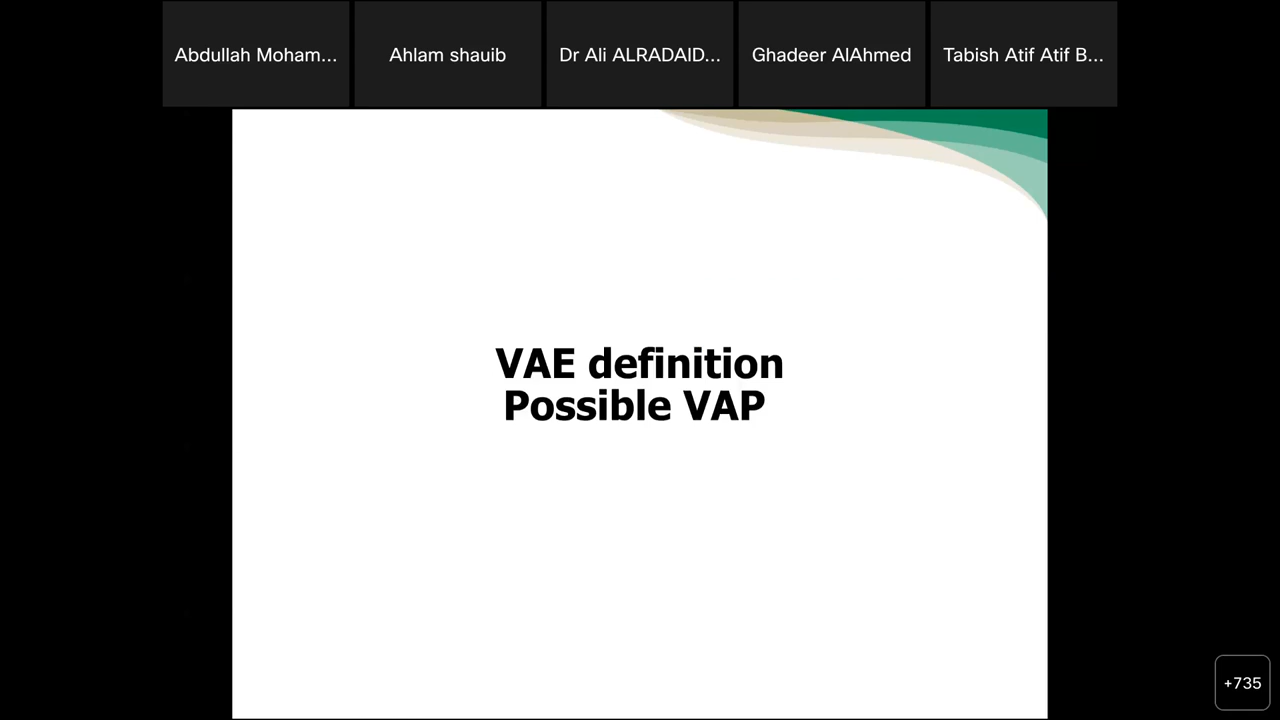 Abdullah Moham...
Ahlam shauib
Dr Ali ALRADAID...
Ghadeer AlAhmed
Tabish Atif Atif B...
VAE definition
Possible VAP
+735